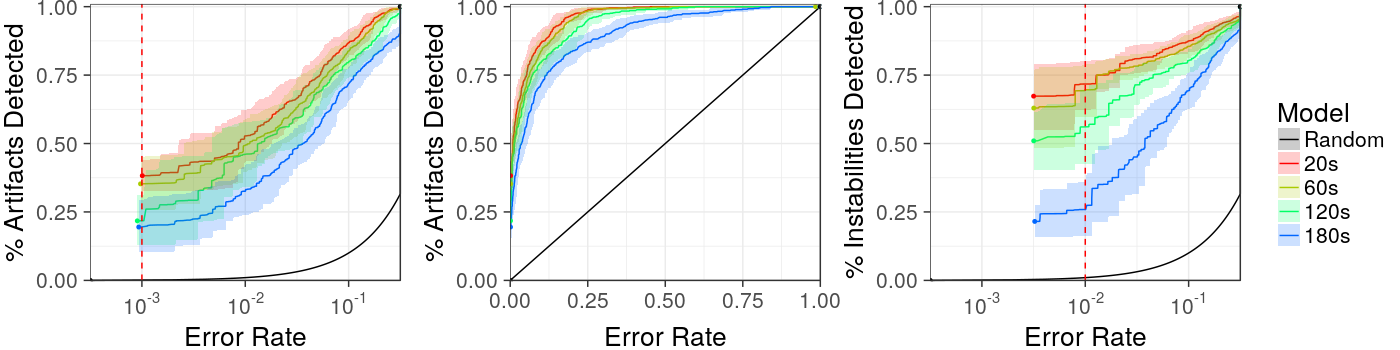 % Artifacts Detected
1.00
0.75
0.50
0.25
0.00
10-3
10-2
10-1
Error Rate
% Artifacts Detected
1.00
0.75
0.50
0.25
0.00
0.00 0.25 0.50 0.75 1.00
Error Rate
% Instabilities Detected
1.00
0.75
0.50
0.25
0.00
10-3
10-2
10-1
Error Rate
Model
Random
20s
60s
120s
180s